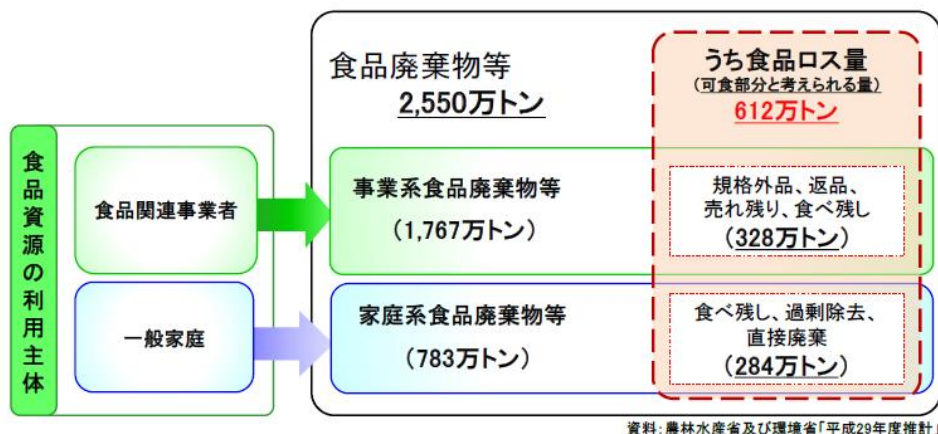 食品資源の利用主体
食品関連事業者
一般家庭
食品廃棄物等
2,550万トン
うち食品ロス量
(可食部分と考えられる量)
612万トン
事業系食品廃棄物等
(1,767万トン)
規格外品、返品、
売れ残り、食べ残し
(328万トン)
家庭系食品廃棄物等
(783万トン)
食べ残し、過剰除去、
直接廃棄
(284万トン)
資料:農林水産省及び環境省「平成29年度推計」